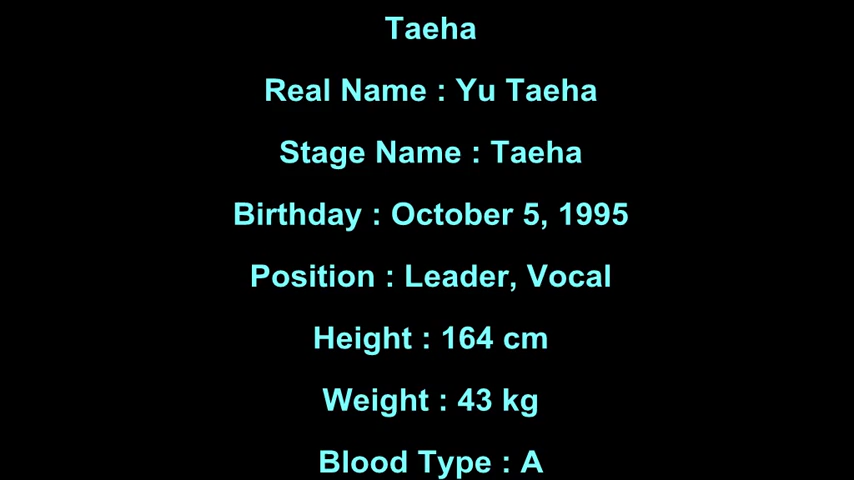 Taeha
Real Name : Yu Taeha
Stage Name : Taeha
Birthday : October 5, 1995
Position : Leader, Vocal
Height : 164 cm
Weight : 43 kg
Blood Type : A